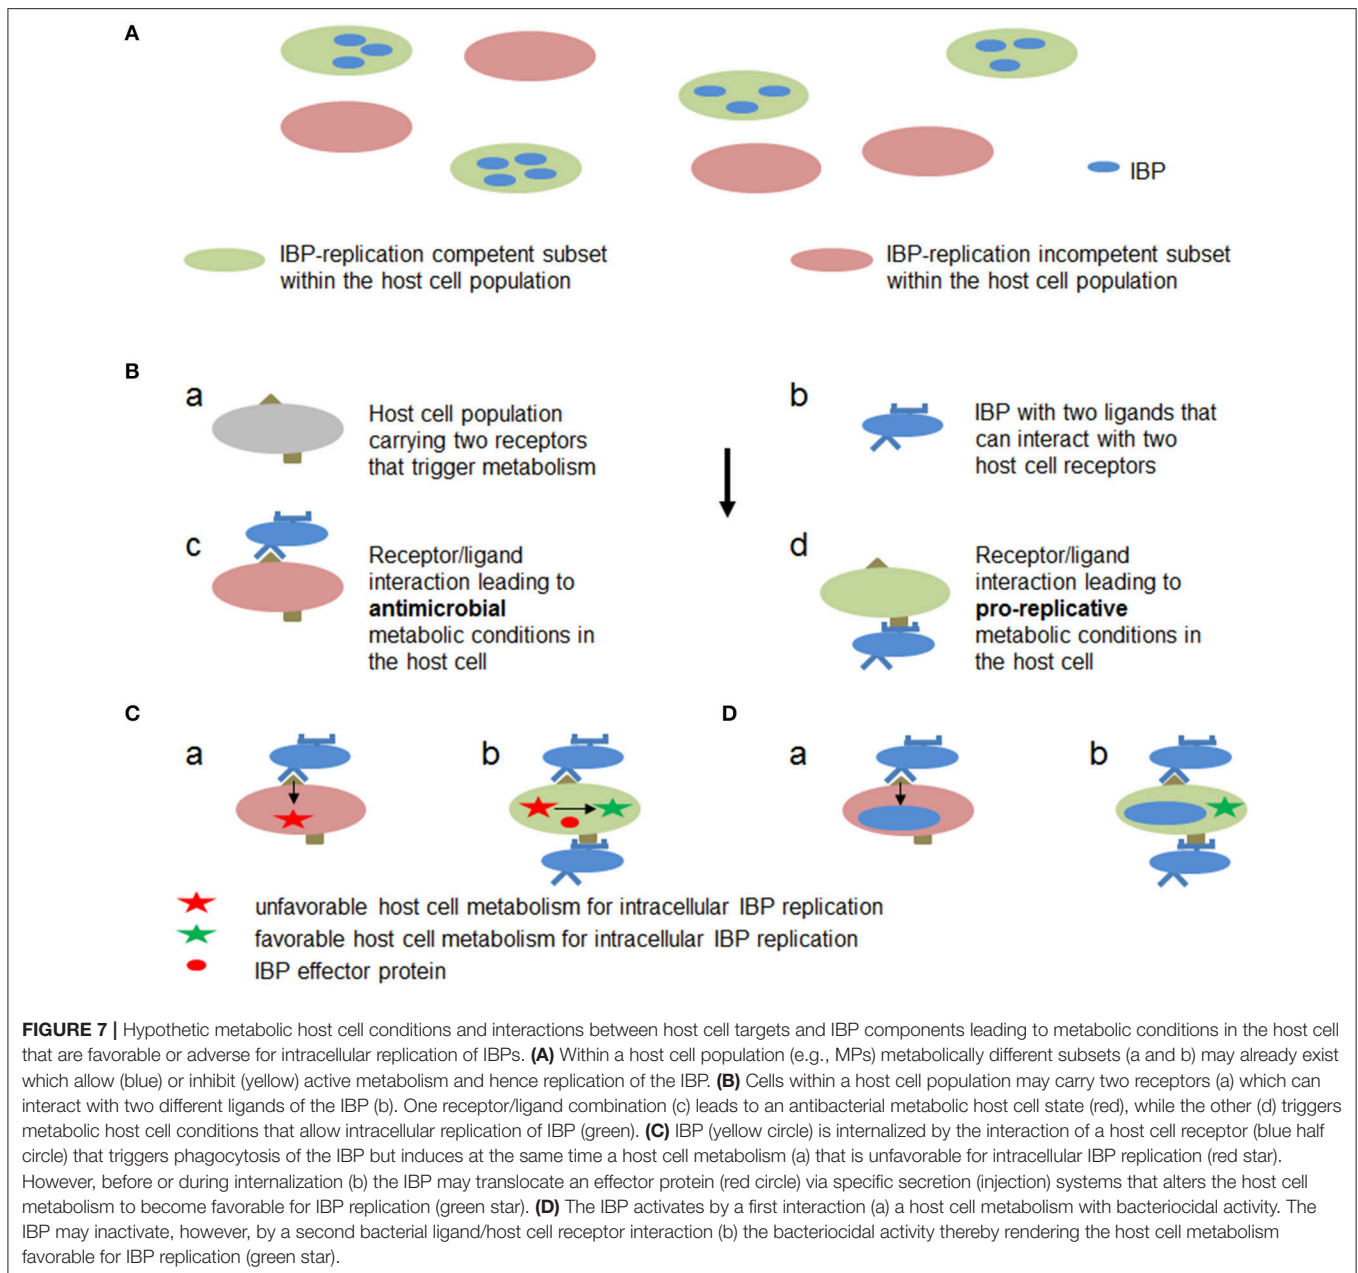 A
IBP
IBP-replication competent subset
within the host cell population
IBP-replication incompetent subset
within the host cell population
B
a
Host cell population
carrying two receptors
that trigger metabolism
b
IBP with two ligands that
can interact with two
host cell receptors
c
Receptor/ligand
interaction leading to
antimicrobial
metabolic conditions in
the host cell
d
Receptor/ligand
interaction leading to
pro-replicative
metabolic conditions in
the host cell
C
a
b
D
a
b
unfavorable host cell metabolism for intracellular IBP replication
favorable host cell metabolism for intracellular IBP replication
IBP effector protein
FIGURE 7 | Hypothetic metabolic host cell conditions and interactions between host cell targets and IBP components leading to metabolic conditions in the host cell
that are favorable or adverse for intracellular replication of IBPs. (A) Within a host cell population (e.g., MPs) metabolically different subsets (a and b) may already exist
which allow (blue) or inhibit (yellow) active metabolism and hence replication of the IBP. (B) Cells within a host cell population may carry two receptors (a) which can
interact with two different ligands of the IBP (b). One receptor/ligand combination (c) leads to an antibacterial metabolic host cell state (red), while the other (d) triggers
metabolic host cell conditions that allow intracellular replication of IBP (green). (C) IBP (yellow circle) is internalized by the interaction of a host cell receptor (blue half
circle) that triggers phagocytosis of the IBP but induces at the same time a host cell metabolism (a) that is unfavorable for intracellular IBP replication (red star).
However, before or during internalization (b) the IBP may translocate an effector protein (red circle) via specific secretion (injection) systems that alters the host cell
metabolism to become favorable for IBP replication (green star). (D) The IBP activates by a first interaction (a) a host cell metabolism with bacteriocidal activity. The
IBP may inactivate, however, by a second bacterial ligand/host cell receptor interaction (b) the bacteriocidal activity thereby rendering the host cell metabolism
favorable for IBP replication (green star).